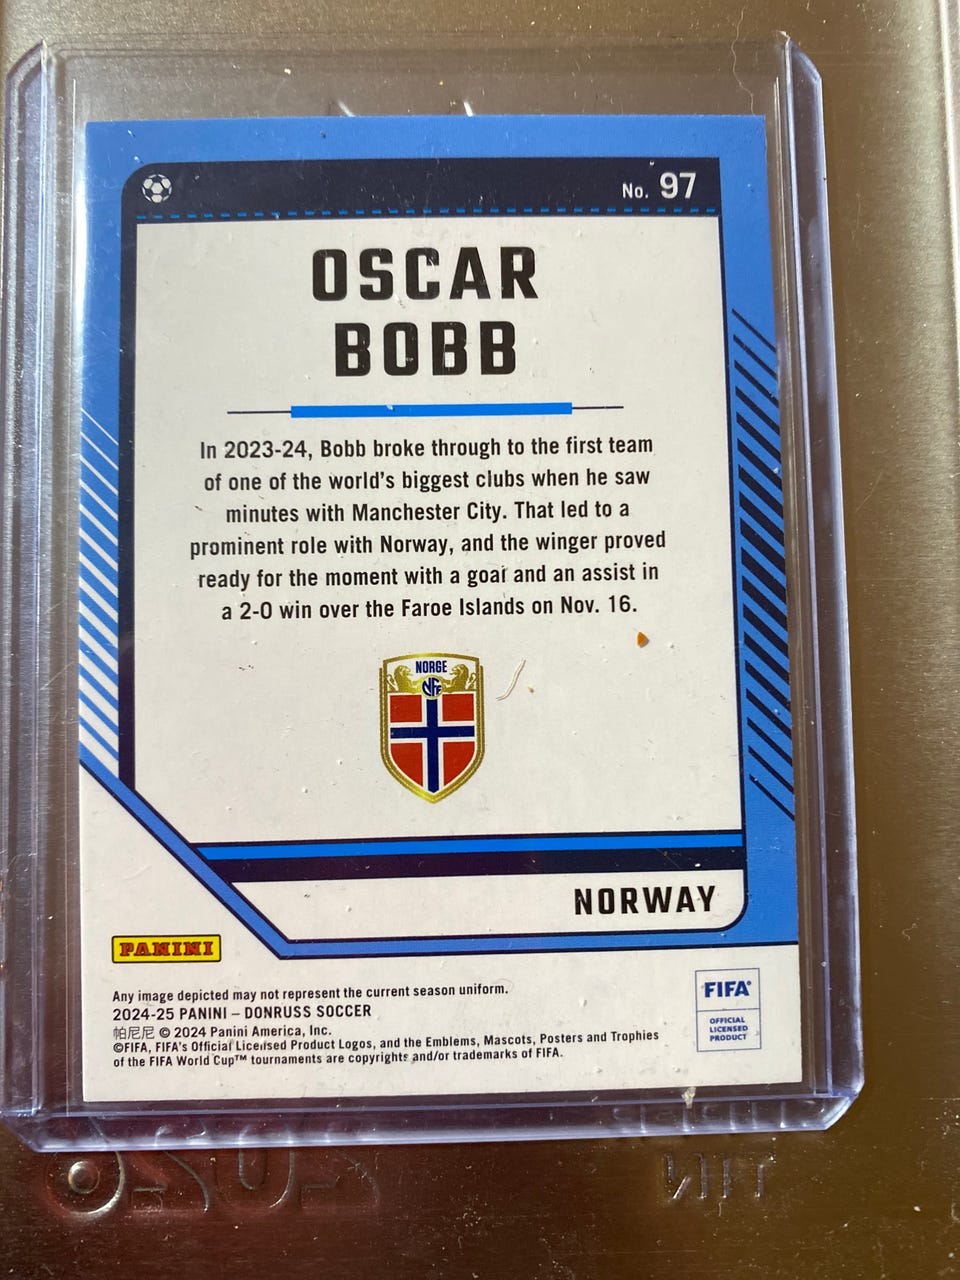 No. 97
OSCAR
BOBB
In 2023-24, Bobb broke through to the first team
of one of the world's biggest clubs when he saw
minutes with Manchester City. That led to a
prominent role with Norway, and the winger proved
ready for the moment with a goal and an assist in
a 2-0 win over the Faroe Islands on Nov. 16.
NORGE
NFF
NORWAY
PANINI
Any image depicted may not represent the current season uniform.
2024-25 PANINI – DONRUSS SOCCER
帕尼尼 © 2024 Panini America, Inc.
©FIFA, FIFA's Official Licensed Product Logos, and the Emblems, Mascots, Posters and Trophies
of the FIFA World Cup™ tournaments are copyrights and/or trademarks of FIFA.
FIFA®
OFFICIAL
LICENSED
PRODUCT